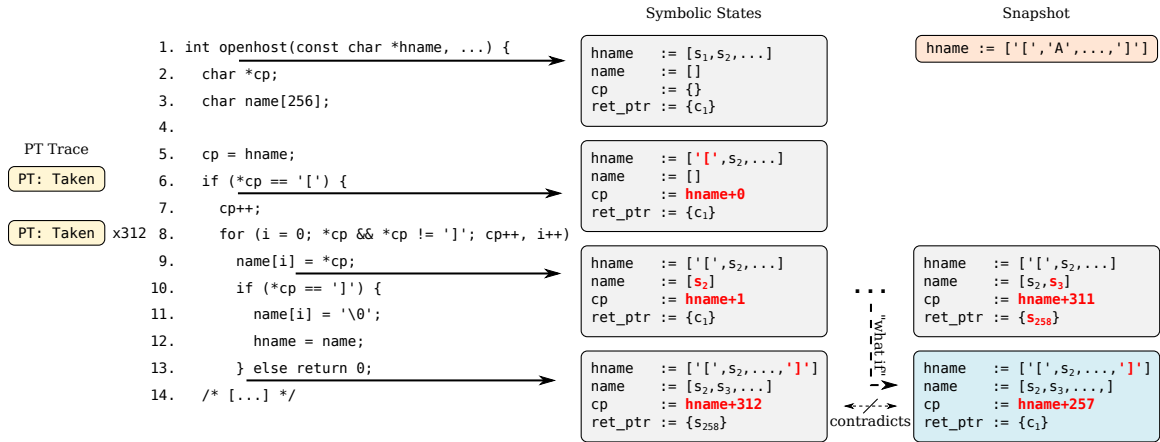 Symbolic States
Snapshot
PT Trace
PT: Taken
PT: Taken
x312
1. int openhost(const char *hname, ...) {
2. char *cp;
3. char name[256];
4.
5. cp = hname;
6. if (*cp == '[') {
7. cp++;
8. for (i = 0; *cp && *cp != ']'; cp++, i++)
9. name[i] = *cp;
10. if (*cp == ']') {
11. name[i] = '\0';
12. hname = name;
13. } else return 0;
14. /* [...] */
hname := [s₁,s₂,...]
name := []
cp := {}
ret_ptr := {c₁}
hname := ['[','A',...,']']
hname := ['[',s₂,...]
name := []
cp := hname+0
ret_ptr := {c₁}
hname := ['[',s₂,...]
name := [s₂]
cp := hname+1
ret_ptr := {c₁}
...
"what if"
hname := ['[',s₂,...]
name := [s₂,s₃]
cp := hname+311
ret_ptr := {s₂₅₈}
hname := ['[',s₂,...,']']
name := [s₂,s₃,...]
cp := hname+312
ret_ptr := {s₂₅₈}
contradicts
hname := ['[',s₂,...,']']
name := [s₂,s₃,...,]
cp := hname+257
ret_ptr := {c₁}